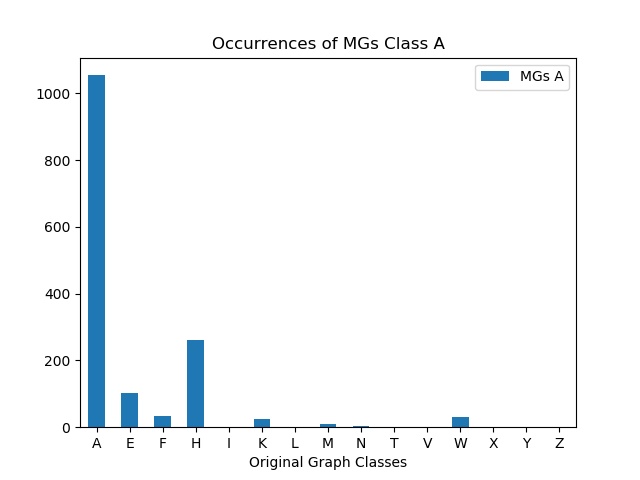 Occurrences of MGs Class A
MGs A
1000
800
600
400
200
0
A E F H I K L M N T V W X Y Z
Original Graph Classes